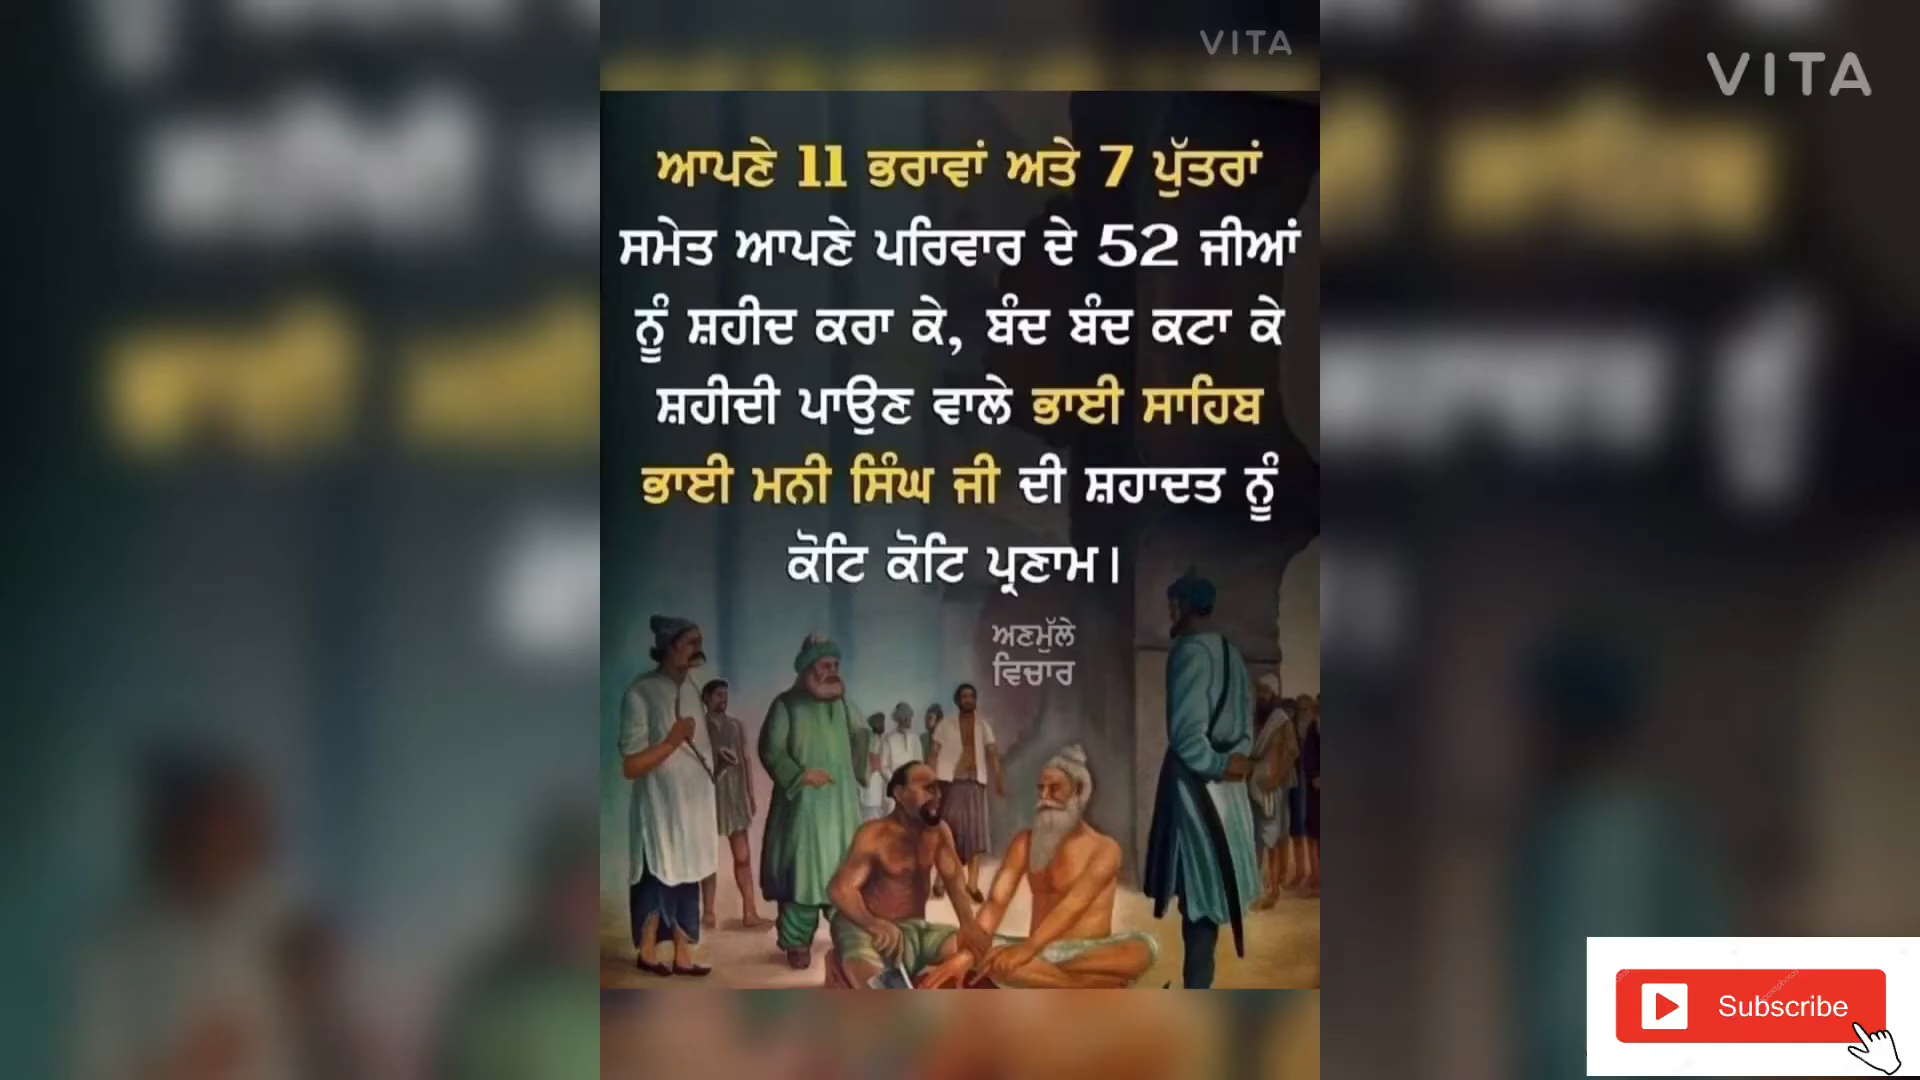 VITA
VITA
ਆਪਣੇ 11 ਭਰਾਵਾਂ ਅਤੇ 7 ਪੁੱਤਰਾਂ
ਸਮੇਤ ਆਪਣੇ ਪਰਿਵਾਰ ਦੇ 52 ਜੀਆਂ
ਨੂੰ ਸ਼ਹੀਦ ਕਰਾ ਕੇ, ਬੰਦ ਬੰਦ ਕਟਾ ਕੇ
ਸ਼ਹੀਦੀ ਪਾਉਣ ਵਾਲੇ ਭਾਈ ਸਾਹਿਬ
ਭਾਈ ਮਨੀ ਸਿੰਘ ਜੀ ਦੀ ਸ਼ਹਾਦਤ ਨੂੰ
ਕੋਟਿ ਕੋਟਿ ਪ੍ਰਣਾਮ।
ਅਣਮੁੱਲੇ
ਵਿਚਾਰ
Subscribe